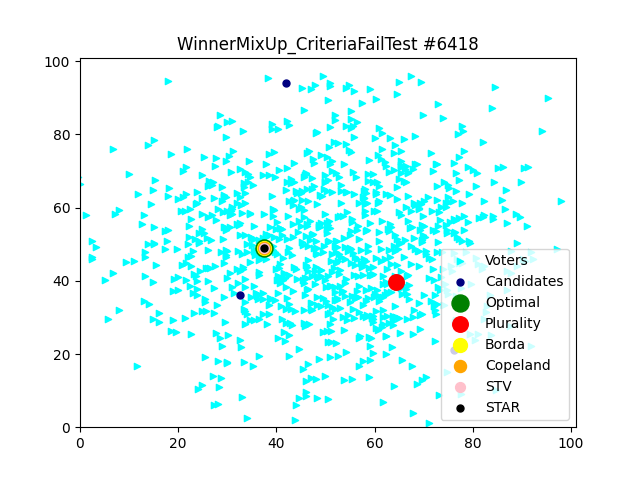 WinnerMixUp_CriteriaFailTest #6418
100
80
60
40
20
0
0 20 40 60 80 100
Voters
Candidates
Optimal
Plurality
Borda
Copeland
STV
STAR